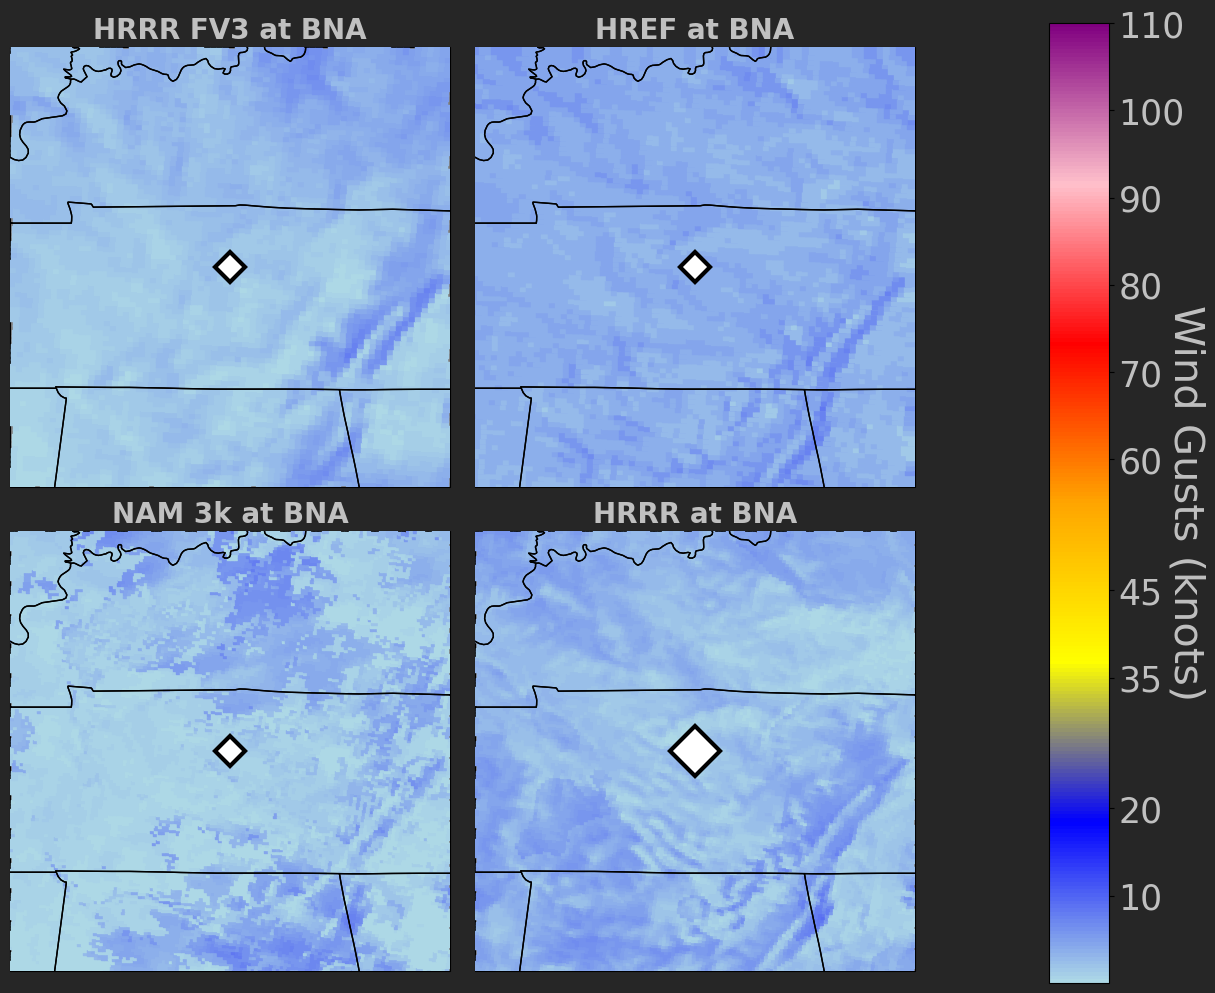 HRRR FV3 at BNA
HREF at BNA
NAM 3k at BNA
HRRR at BNA
110
100
90
80
70
60
45
35
20
10
Wind Gusts (knots)